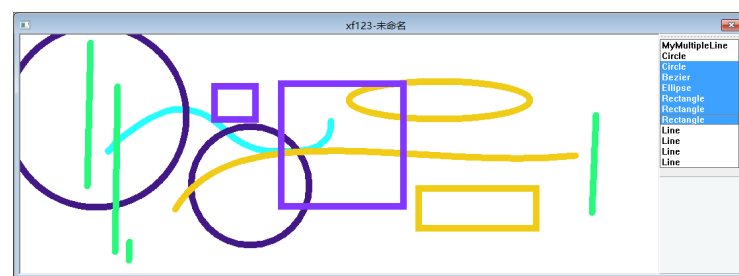 xf123-未命名
MyMultipleLine
Circle
Circle
Bezier
Ellipse
Rectangle
Rectangle
Rectangle
Line
Line
Line
Line